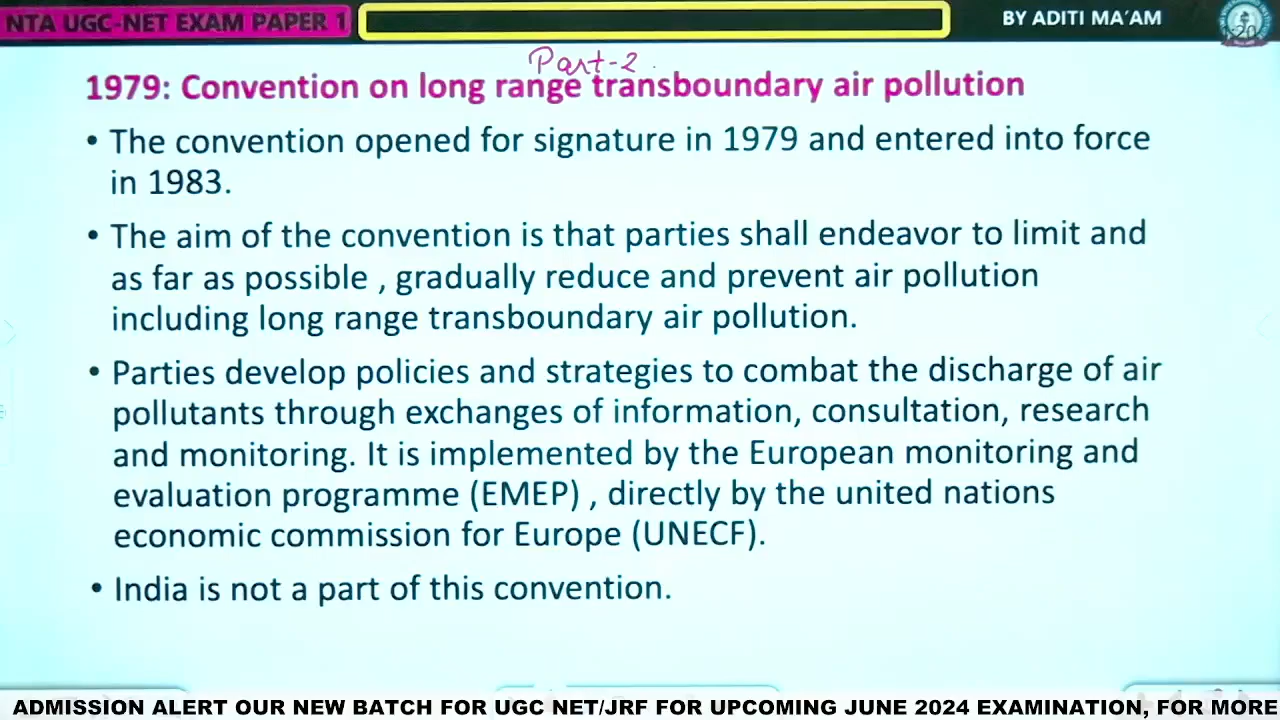 NTA UGC-NET EXAM PAPER 1
BY ADITI MA'AM
Part-2
1979: Convention on long range transboundary air pollution
• The convention opened for signature in 1979 and entered into force
in 1983.
• The aim of the convention is that parties shall endeavor to limit and
as far as possible , gradually reduce and prevent air pollution
including long range transboundary air pollution.
• Parties develop policies and strategies to combat the discharge of air
pollutants through exchanges of information, consultation, research
and monitoring. It is implemented by the European monitoring and
evaluation programme (EMEP) , directly by the united nations
economic commission for Europe (UNECF).
• India is not a part of this convention.
ADMISSION ALERT OUR NEW BATCH FOR UGC NET/JRF FOR UPCOMING JUNE 2024 EXAMINATION, FOR MORE